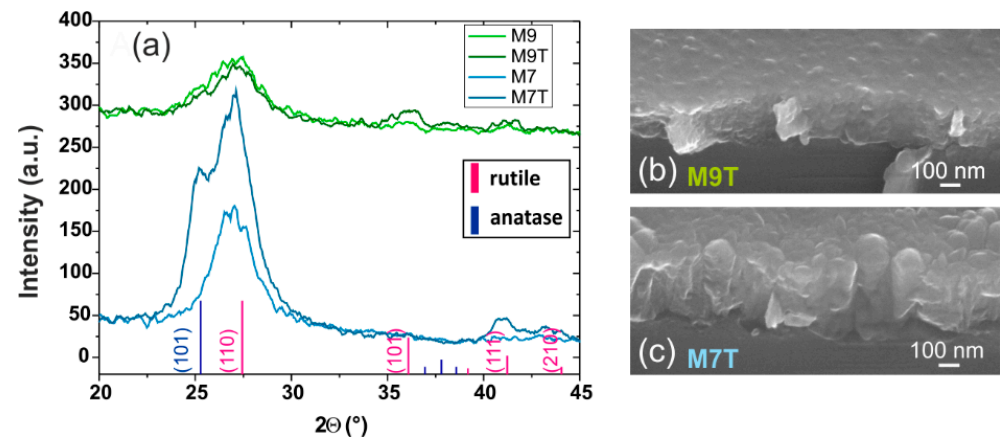 (a)
M9
M9T
M7
M7T
rutile
anatase
Intensity (a.u.)
400
350
300
250
200
150
100
50
0
(101)
(110)
(101)
(111)
(210)
20
25
30
35
40
45
2Θ (°)
(b) M9T
100 nm
(c) M7T
100 nm